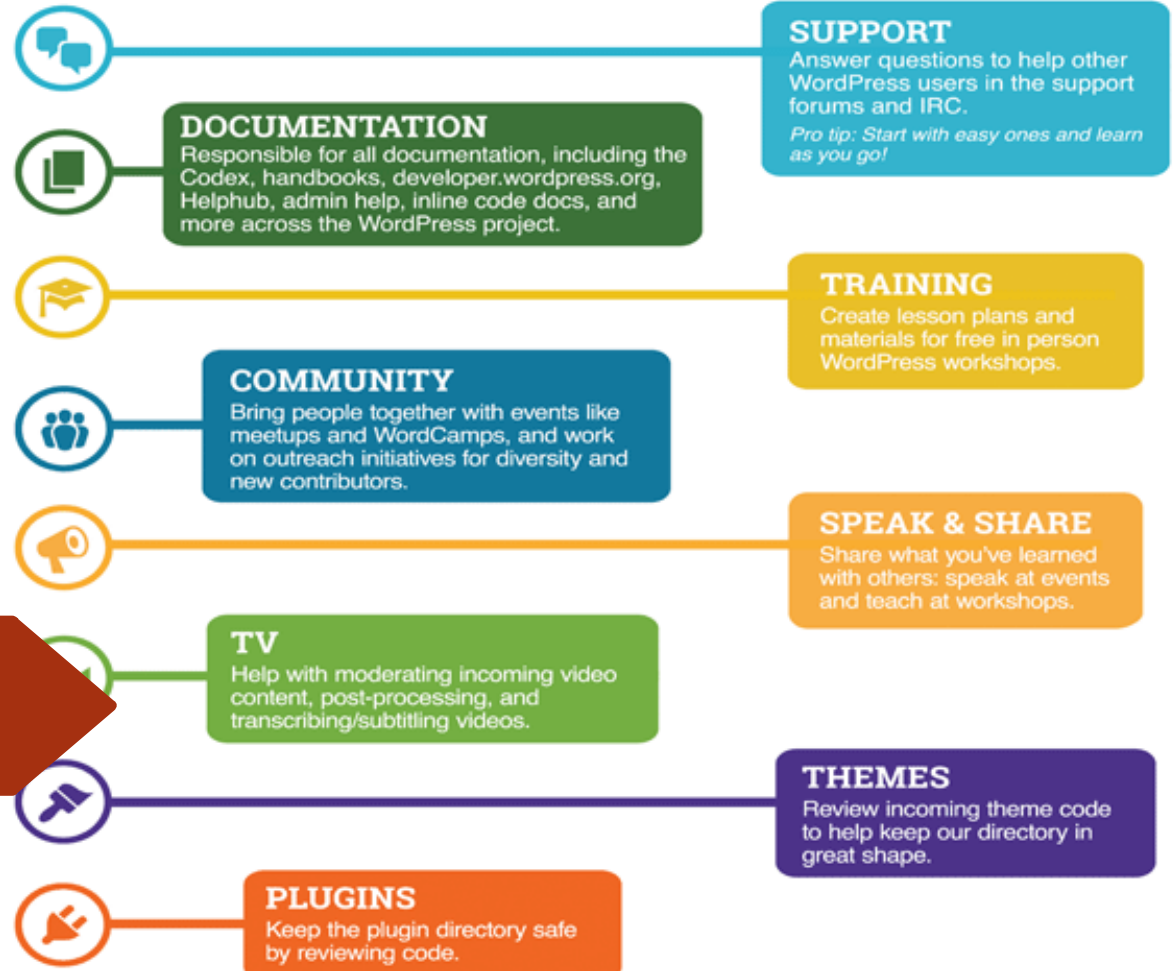 SUPPORT
Answer questions to help other
WordPress users in the support
forums and IRC.
Pro tip: Start with easy ones and learn
as you go!
DOCUMENTATION
Responsible for all documentation, including the
Codex, handbooks, developer.wordpress.org,
Helphub, admin help, inline code docs, and
more across the WordPress project.
TRAINING
Create lesson plans and
materials for free in person
WordPress workshops.
COMMUNITY
Bring people together with events like
meetups and WordCamps, and work
on outreach initiatives for diversity and
new contributors.
SPEAK & SHARE
Share what you've learned
with others: speak at events
and teach at workshops.
TV
Help with moderating incoming video
content, post-processing, and
transcribing/subtitling videos.
THEMES
Review incoming theme code
to help keep our directory in
great shape.
PLUGINS
Keep the plugin directory safe
by reviewing code.